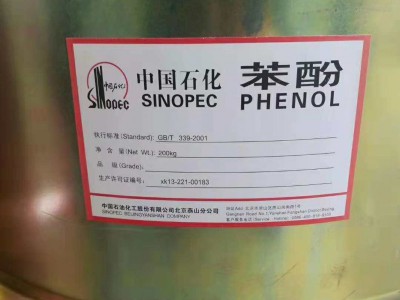 中国石化
SINOPEC
SINOPEC
苯酚
PHENOL
执行标准(Standard): GB/T 339-2001
净 含 量(Net Wt.): 200kg
品 级(Grade):
生产许可证编号: xk13-221-00183
中国石油化工股份有限公司北京燕山分公司
SINOPEC BEIJINGYANSHAN COMPANY